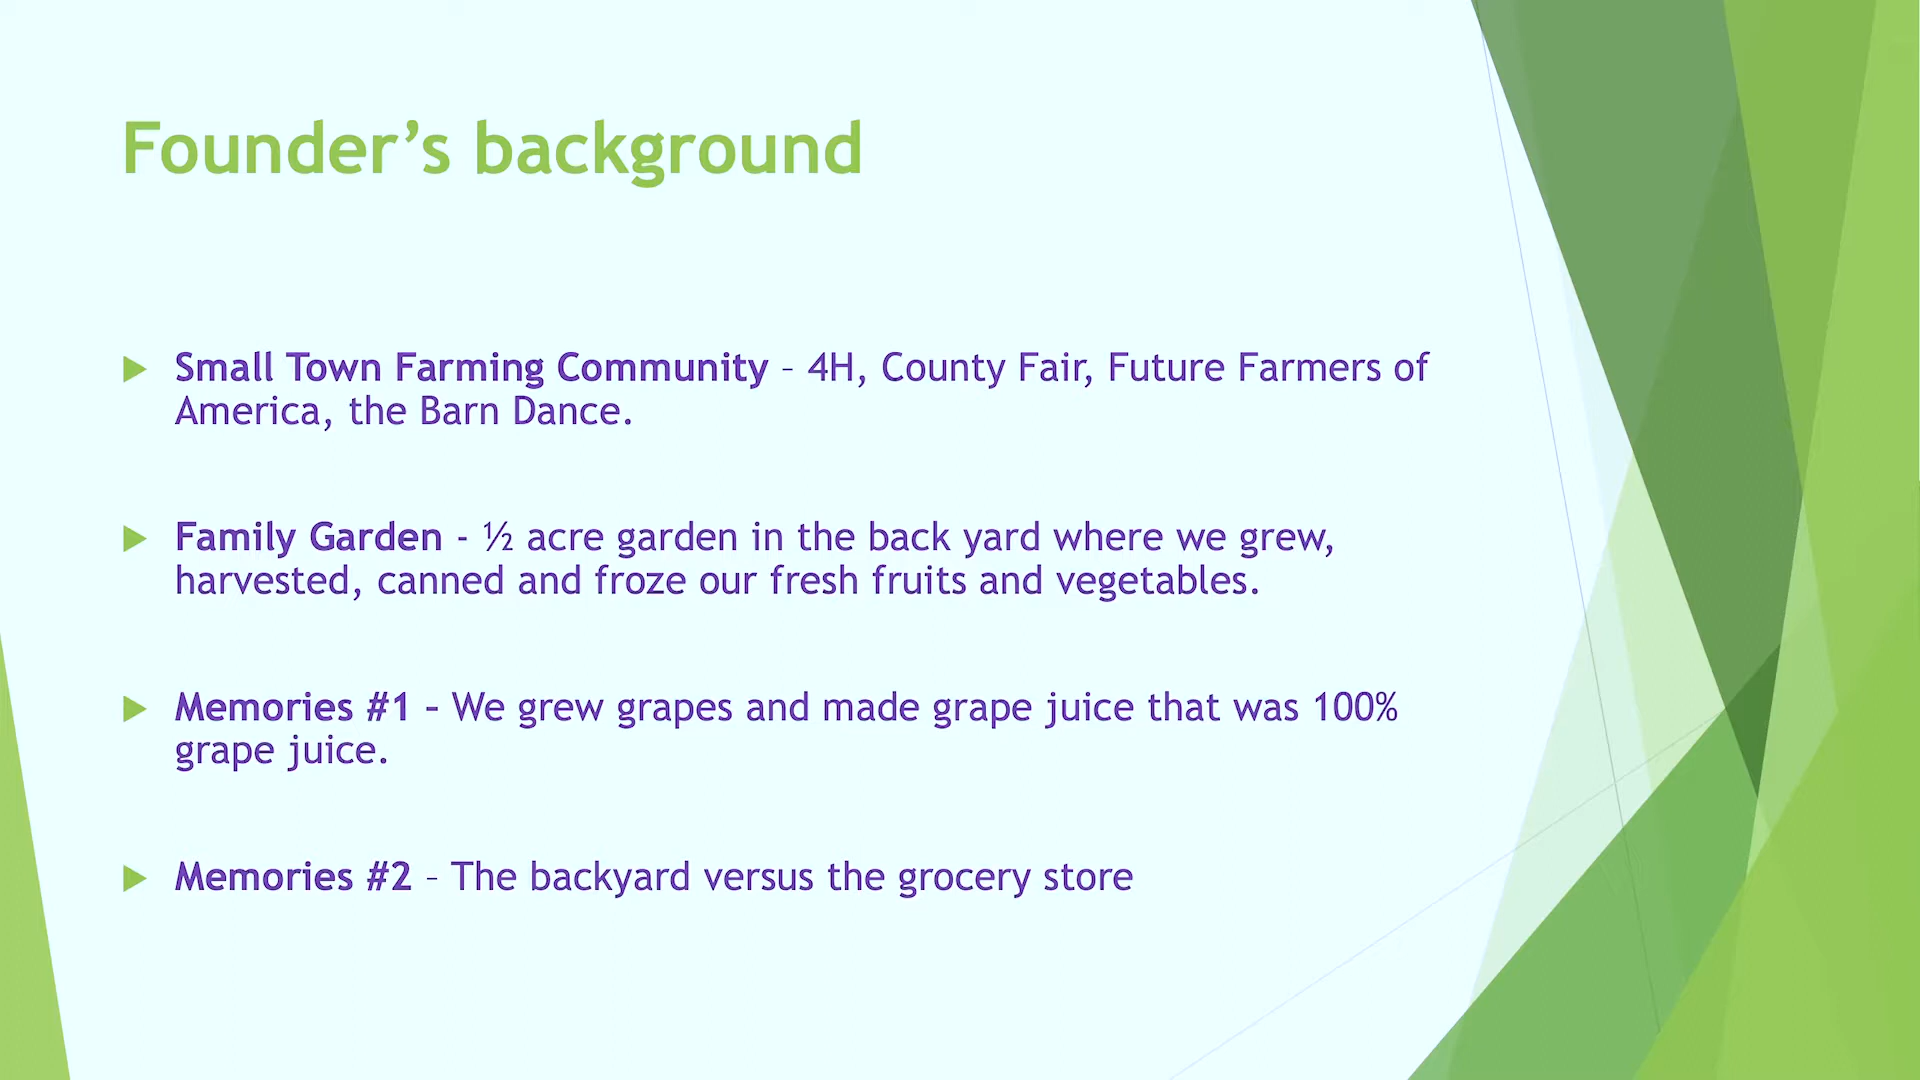 Founder’s background
Small Town Farming Community – 4H, County Fair, Future Farmers of
America, the Barn Dance.
Family Garden - ½ acre garden in the back yard where we grew,
harvested, canned and froze our fresh fruits and vegetables.
Memories #1 – We grew grapes and made grape juice that was 100%
grape juice.
Memories #2 – The backyard versus the grocery store